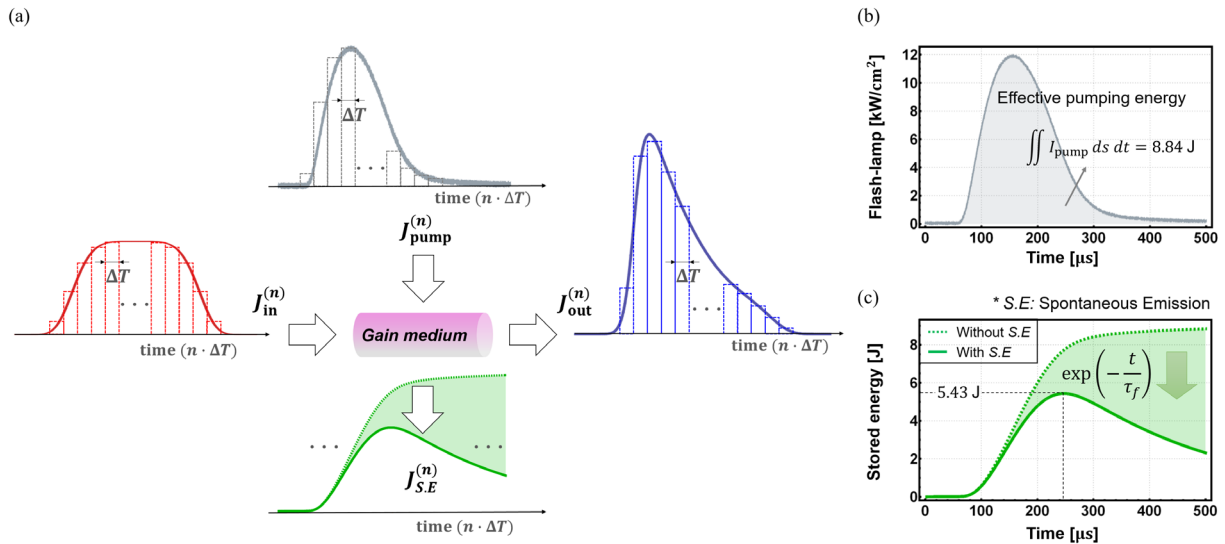 (a)
ΔT
time (n · ΔT)
J_pump^(n)
ΔT
. . .
J_in^(n)
time (n · ΔT)
Gain medium
J_out^(n)
ΔT
. . .
time (n · ΔT)
. . .
. . .
. . .
J_S.E^(n)
time (n · ΔT)
(b)
Flash-lamp [kW/cm²]
12
10
8
6
4
2
0
Effective pumping energy
∬ I_pump ds dt = 8.84 J
0 100 200 300 400 500
Time [μs]
(c)
* S.E: Spontaneous Emission
Stored energy [J]
8
6
4
2
0
Without S.E
With S.E
5.43 J
exp(−t/τ_f)
0 100 200 300 400 500
Time [μs]